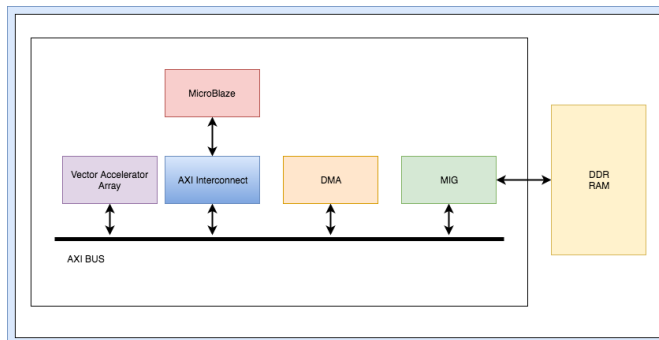 MicroBlaze
Vector Accelerator
Array
AXI Interconnect
DMA
MIG
DDR
RAM
AXI BUS